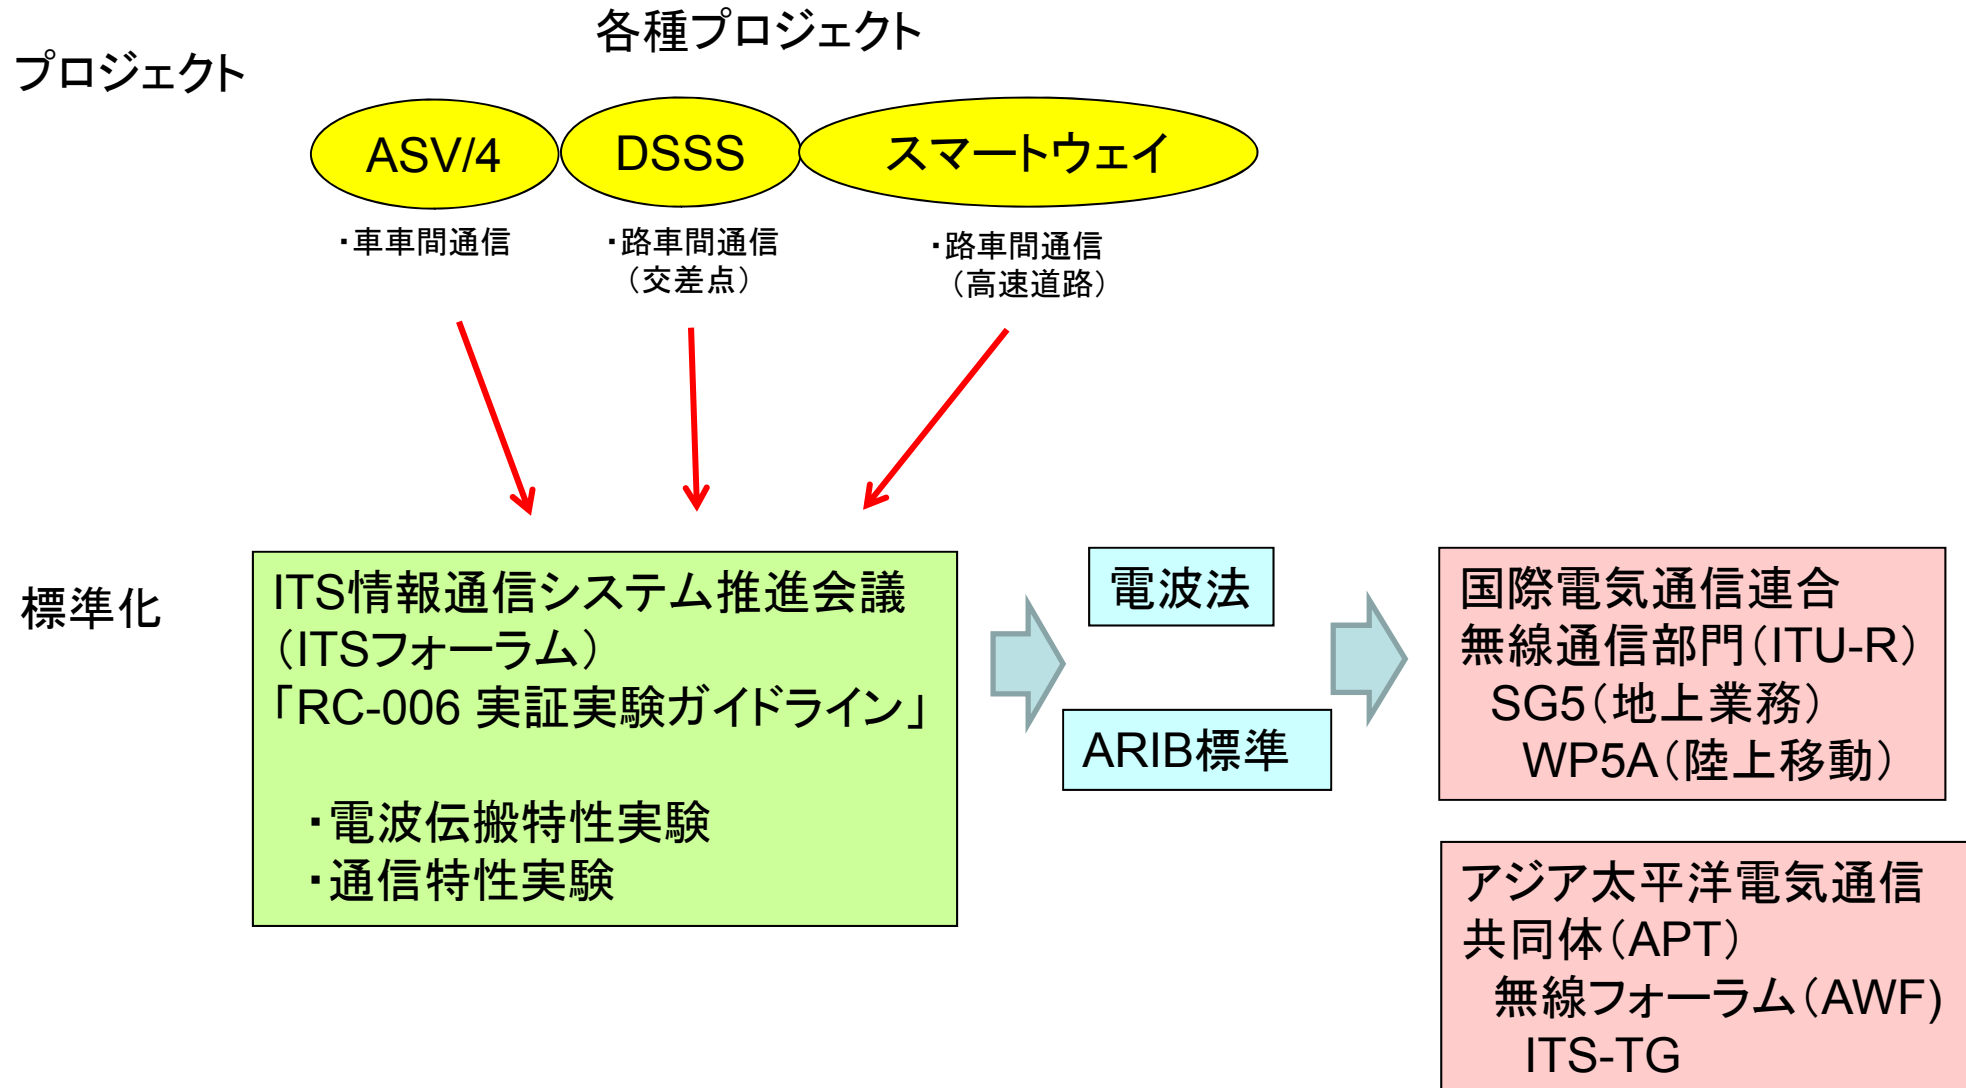 各種プロジェクト
プロジェクト
ASV/4
DSSS
スマートウェイ
・車車間通信
・路車間通信
（交差点）
・路車間通信
（高速道路）
標準化
ITS情報通信システム推進会議
（ITSフォーラム）
「RC-006 実証実験ガイドライン」
・電波伝搬特性実験
・通信特性実験
電波法
ARIB標準
国際電気通信連合
無線通信部門（ITU-R）
SG5（地上業務）
WP5A（陸上移動）
アジア太平洋電気通信
共同体（APT）
無線フォーラム（AWF)
ITS-TG